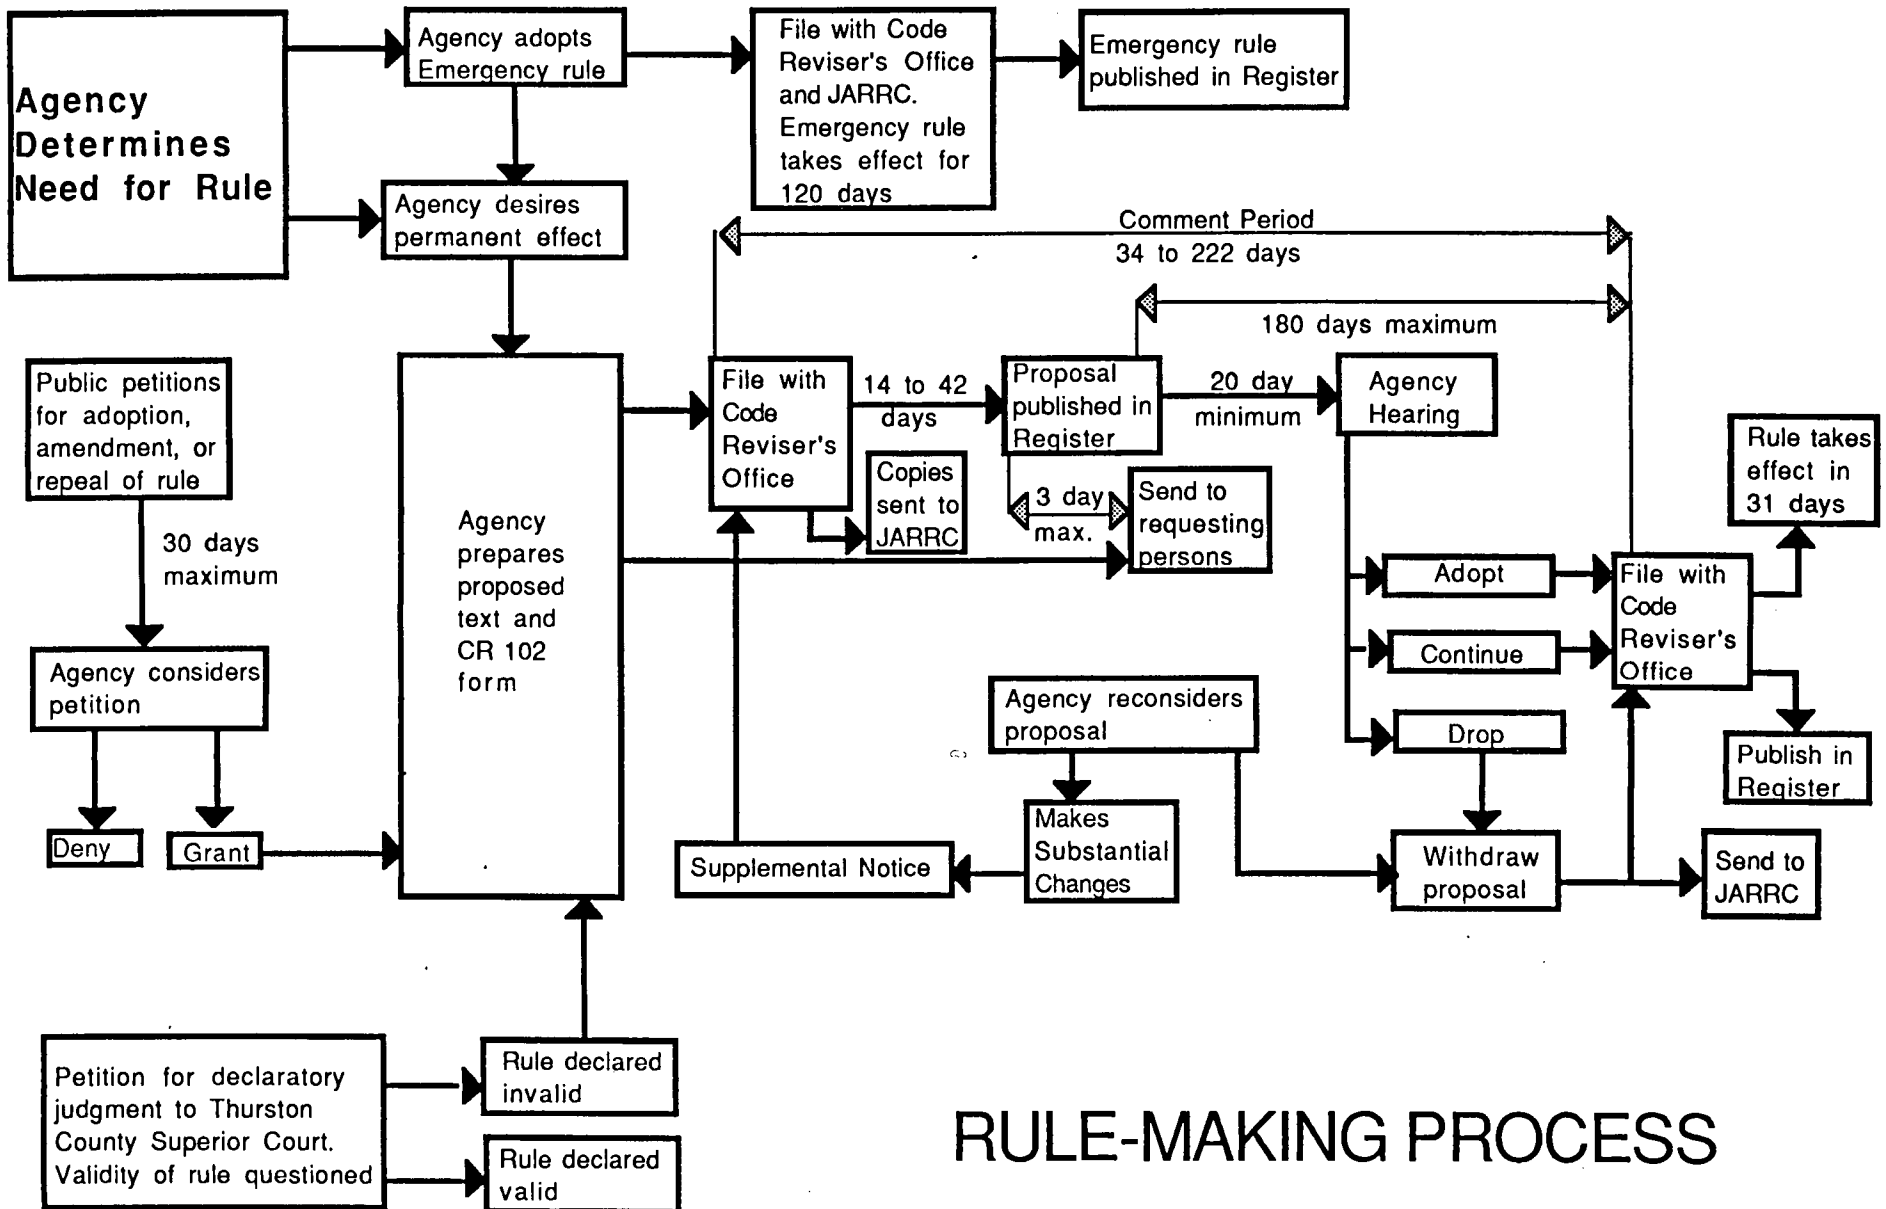 Agency
Determines
Need for Rule
Agency adopts
Emergency rule
File with Code
Reviser's Office
and JARRC.
Emergency rule
takes effect for
120 days
Emergency rule
published in Register
Agency desires
permanent effect
Comment Period
34 to 222 days
180 days maximum
Public petitions
for adoption,
amendment, or
repeal of rule
30 days
maximum
Agency considers
petition
Deny
Grant
Agency
prepares
proposed
text and
CR 102
form
File with
Code
Reviser's
Office
14 to 42
days
Copies
sent to
JARRC
Proposal
published in
Register
3 day
max.
Send to
requesting
persons
20 day
minimum
Agency
Hearing
Adopt
Continue
Drop
File with
Code
Reviser's
Office
Rule takes
effect in
31 days
Publish in
Register
Agency reconsiders
proposal
Makes
Substantial
Changes
Supplemental Notice
Withdraw
proposal
Send to
JARRC
Petition for declaratory
judgment to Thurston
County Superior Court.
Validity of rule questioned
Rule declared
invalid
Rule declared
valid
RULE-MAKING PROCESS